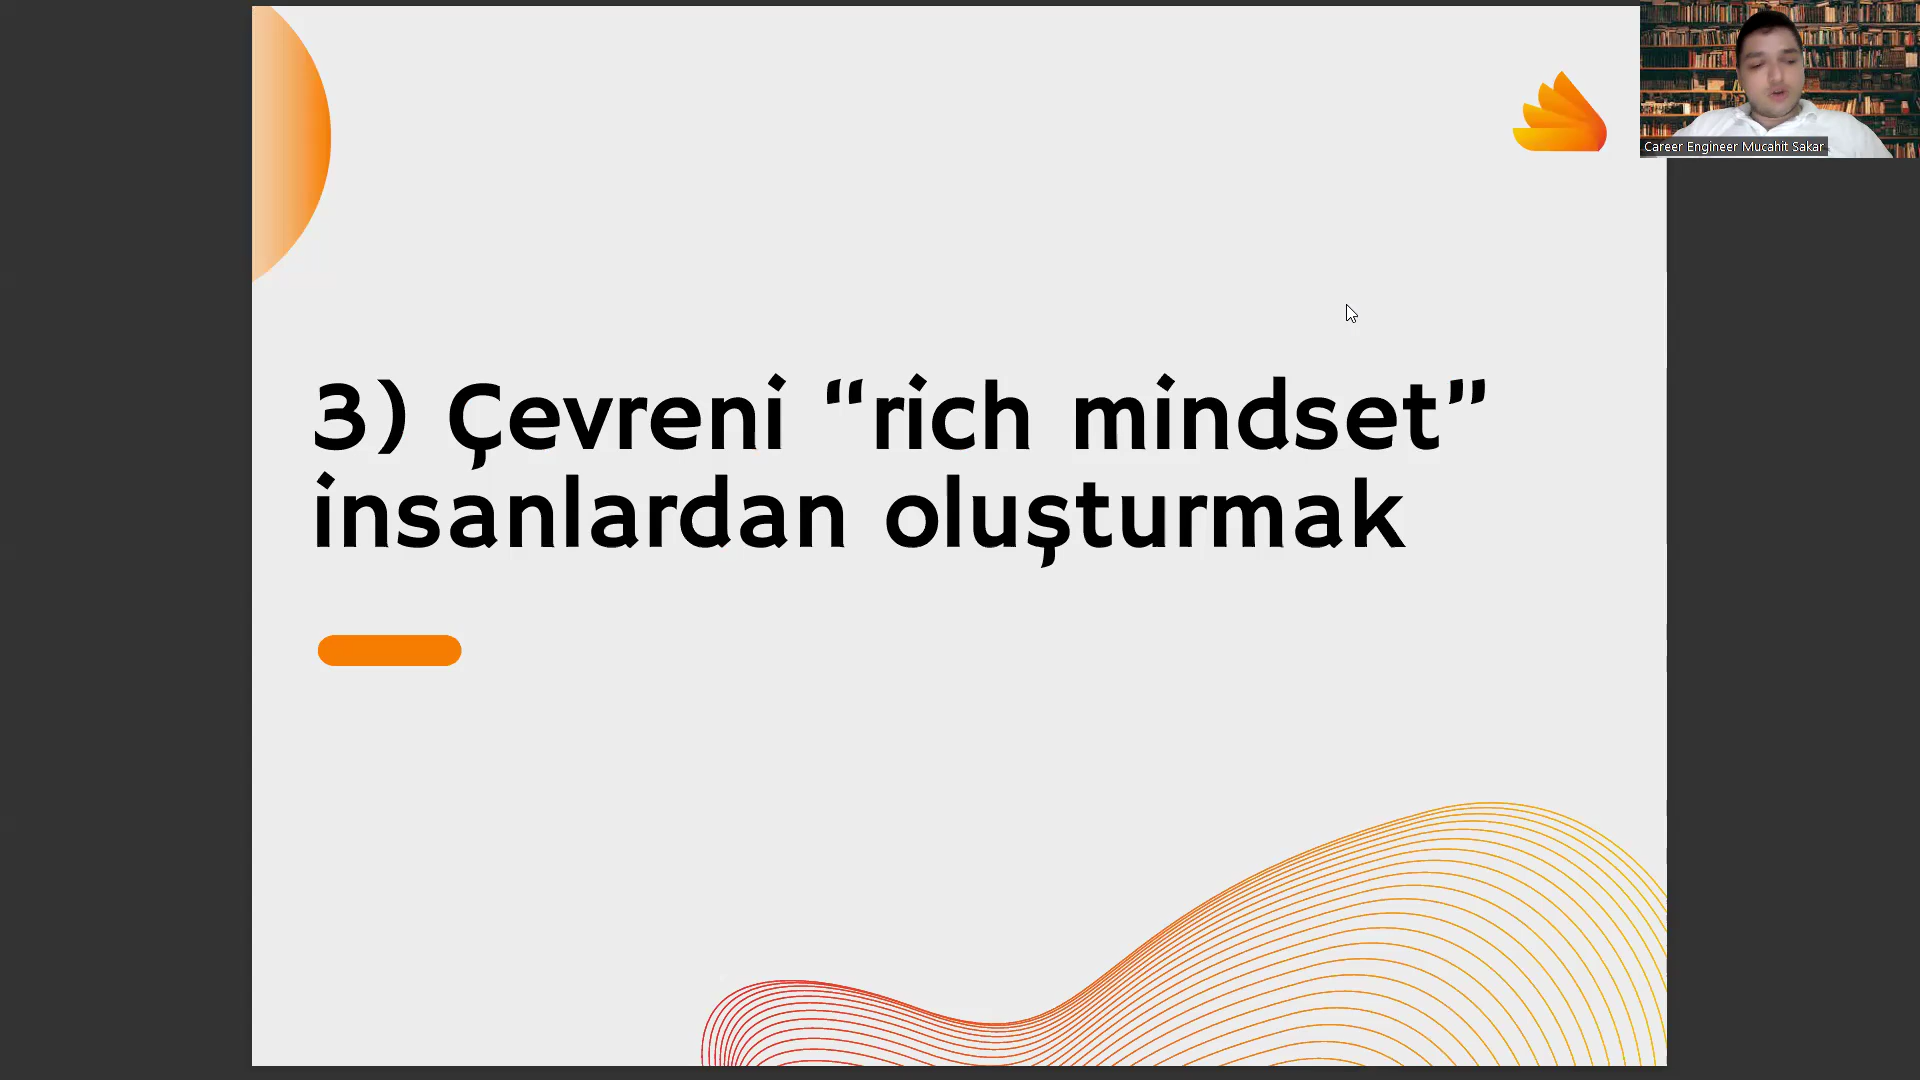 Career Engineer Mucahit Sakar
3) Çevreni “rich mindset”
insanlardan oluşturmak